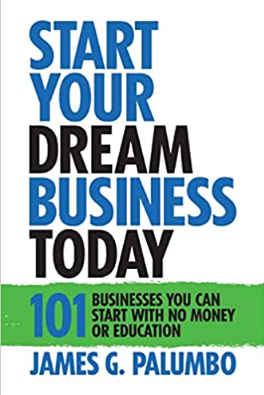 START
YOUR
DREAM
BUSINESS
TODAY
101 BUSINESSES YOU CAN
START WITH NO MONEY
OR EDUCATION
JAMES G. PALUMBO